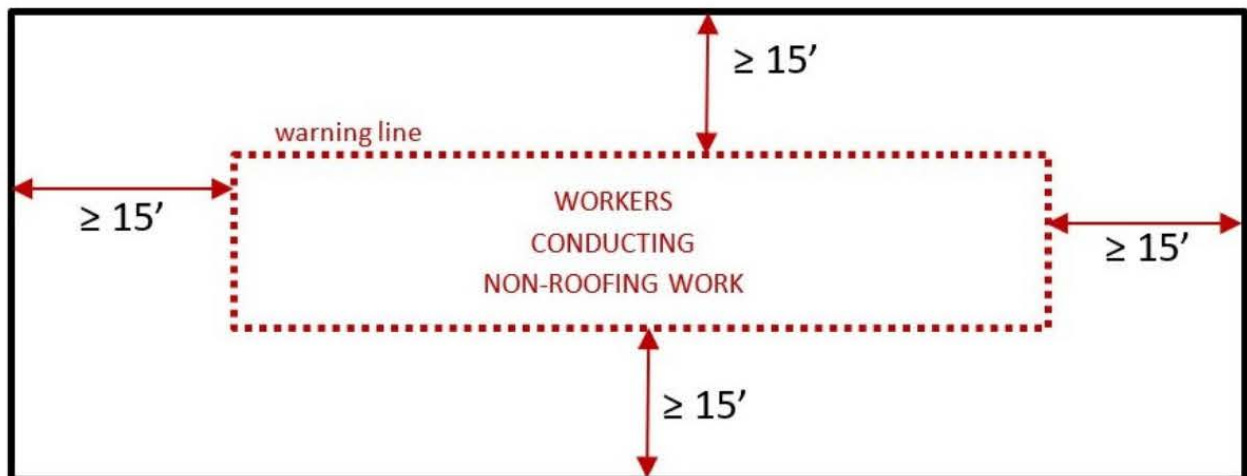 ≥ 15’
warning line
≥ 15’
WORKERS
CONDUCTING
NON-ROOFING WORK
≥ 15’
≥ 15’